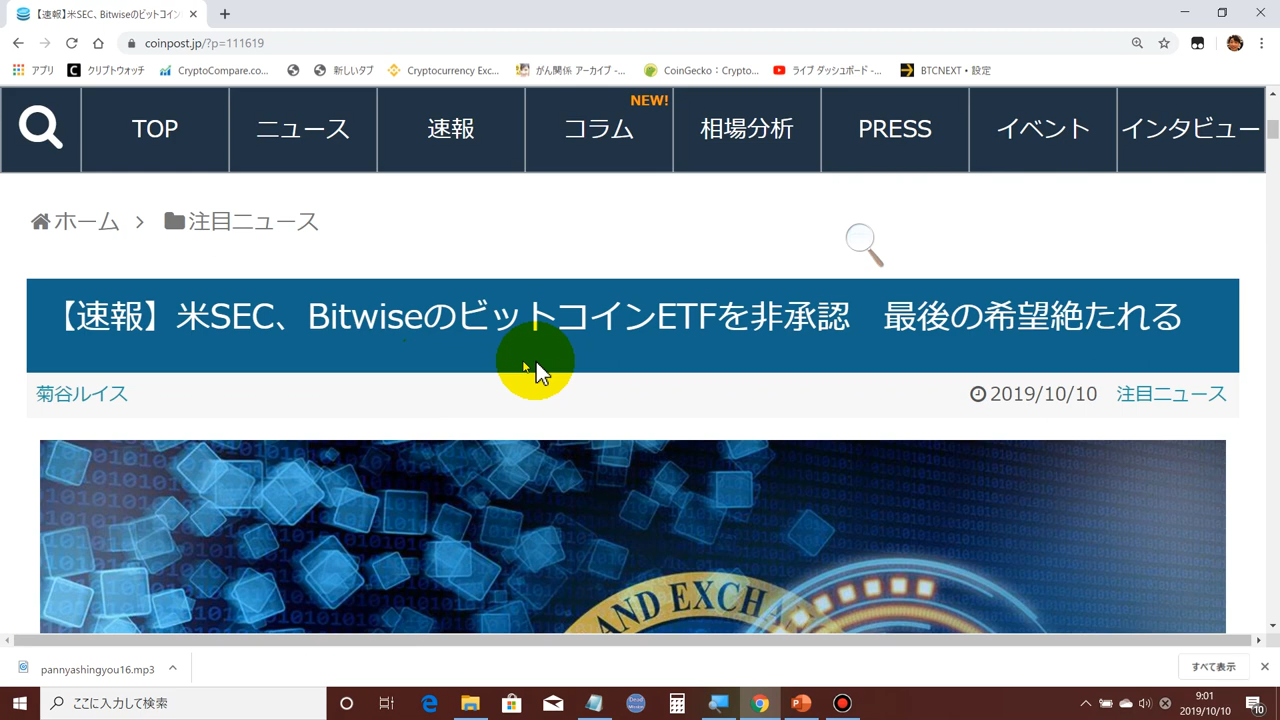 【速報】米SEC、Bitwiseのビットコイン
coinpost.jp/?p=111619
アプリ クリプトウォッチ CryptoCompare.co... 新しいタブ Cryptocurrency Exc... がん関係 アーカイブ -... CoinGecko：Crypto... ライブ ダッシュボード -... BTCNEXT・設定
NEW!
TOP ニュース 速報 コラム 相場分析 PRESS イベント インタビュー
ホーム 注目ニュース
【速報】米SEC、BitwiseのビットコインETFを非承認　最後の希望絶たれる
菊谷ルイス 2019/10/10 注目ニュース
AND EXCH
pannyashingyou16.mp3 すべて表示
ここに入力して検索
9:01
2019/10/10
10